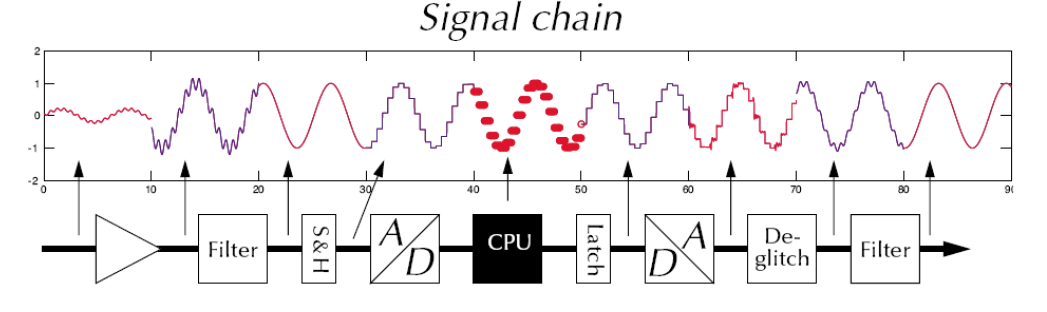 Signal chain
2
1
0
-1
-2
0 10 20 30 40 50 60 70 80 90
Filter
S&H
A
D
CPU
Latch
D
A
De-
glitch
Filter